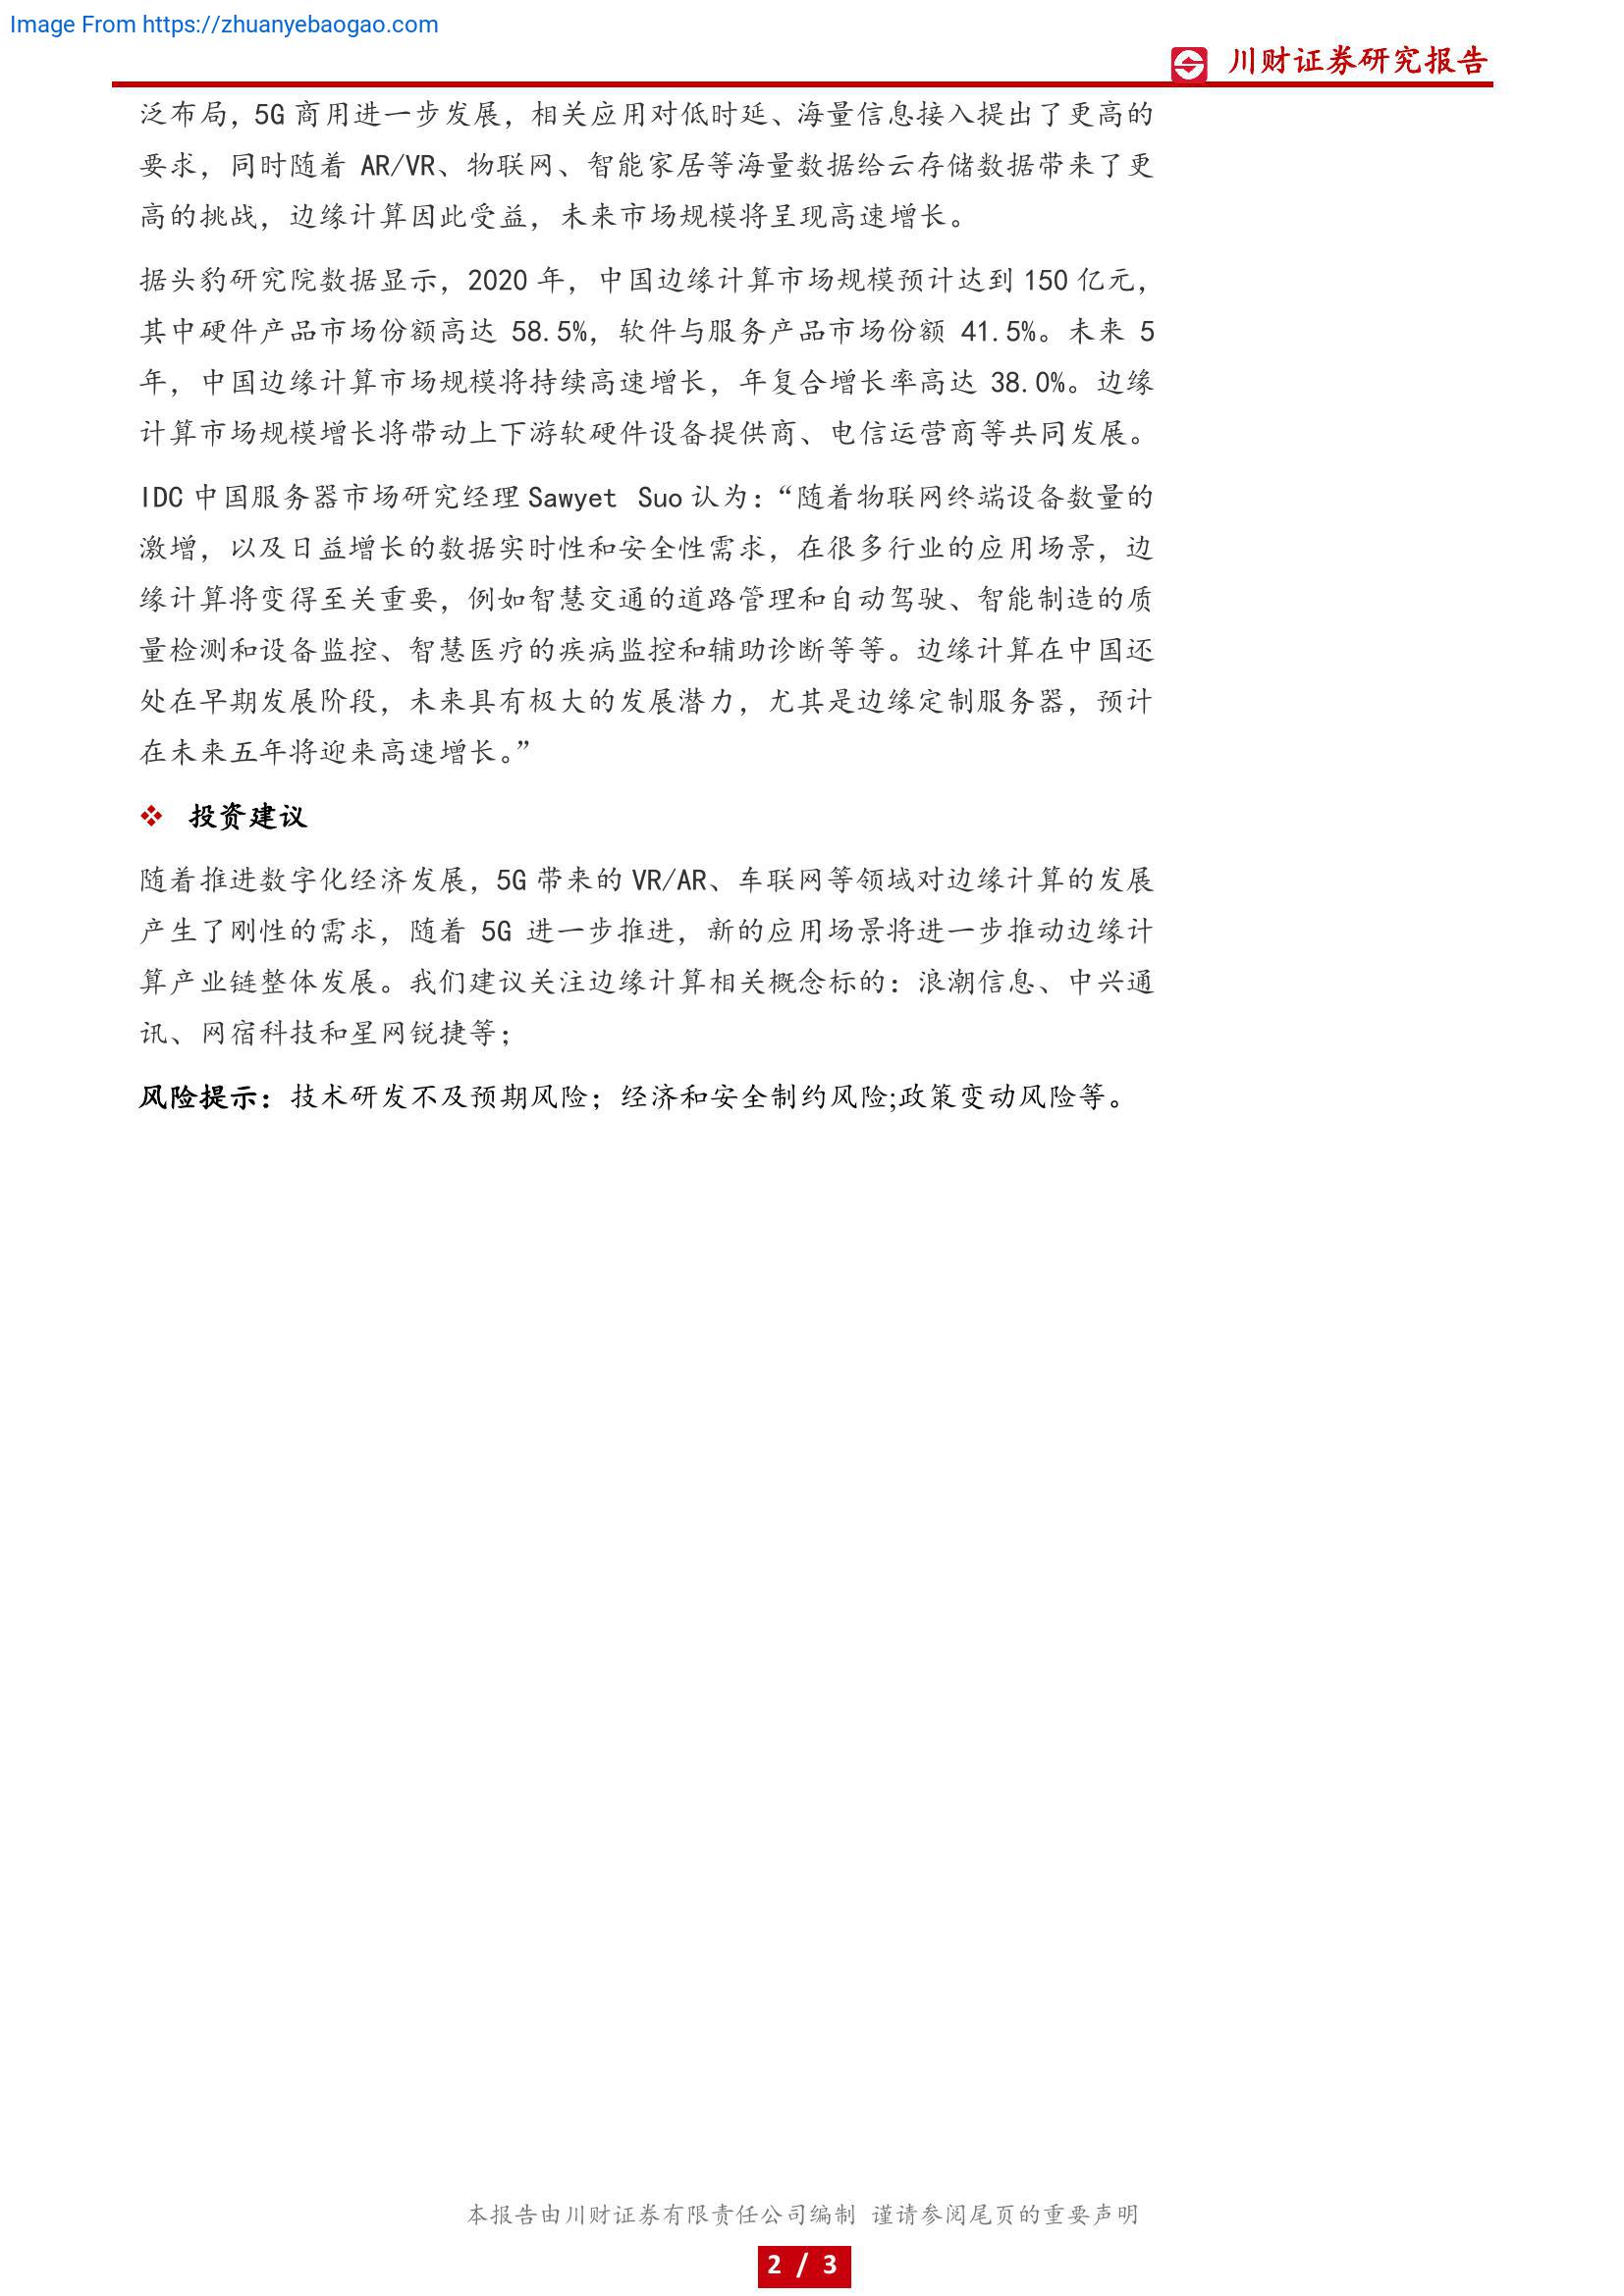 Image From https://zhuanyebaogao.com
川财证券研究报告
泛布局，5G 商用进一步发展，相关应用对低时延、海量信息接入提出了更高的
要求，同时随着 AR/VR、物联网、智能家居等海量数据给云存储数据带来了更
高的挑战，边缘计算因此受益，未来市场规模将呈现高速增长。
据头豹研究院数据显示，2020 年，中国边缘计算市场规模预计达到 150 亿元，
其中硬件产品市场份额高达 58.5%，软件与服务产品市场份额 41.5%。未来 5
年，中国边缘计算市场规模将持续高速增长，年复合增长率高达 38.0%。边缘
计算市场规模增长将带动上下游软硬件设备提供商、电信运营商等共同发展。
IDC 中国服务器市场研究经理 Sawyet Suo 认为：“随着物联网终端设备数量的
激增，以及日益增长的数据实时性和安全性需求，在很多行业的应用场景，边
缘计算将变得至关重要，例如智慧交通的道路管理和自动驾驶、智能制造的质
量检测和设备监控、智慧医疗的疾病监控和辅助诊断等等。边缘计算在中国还
处在早期发展阶段，未来具有极大的发展潜力，尤其是边缘定制服务器，预计
在未来五年将迎来高速增长。”
❖ 投资建议
随着推进数字化经济发展，5G 带来的 VR/AR、车联网等领域对边缘计算的发展
产生了刚性的需求，随着 5G 进一步推进，新的应用场景将进一步推动边缘计
算产业链整体发展。我们建议关注边缘计算相关概念标的：浪潮信息、中兴通
讯、网宿科技和星网锐捷等；
风险提示：技术研发不及预期风险；经济和安全制约风险;政策变动风险等。
本报告由川财证券有限责任公司编制 谨请参阅尾页的重要声明
2 / 3